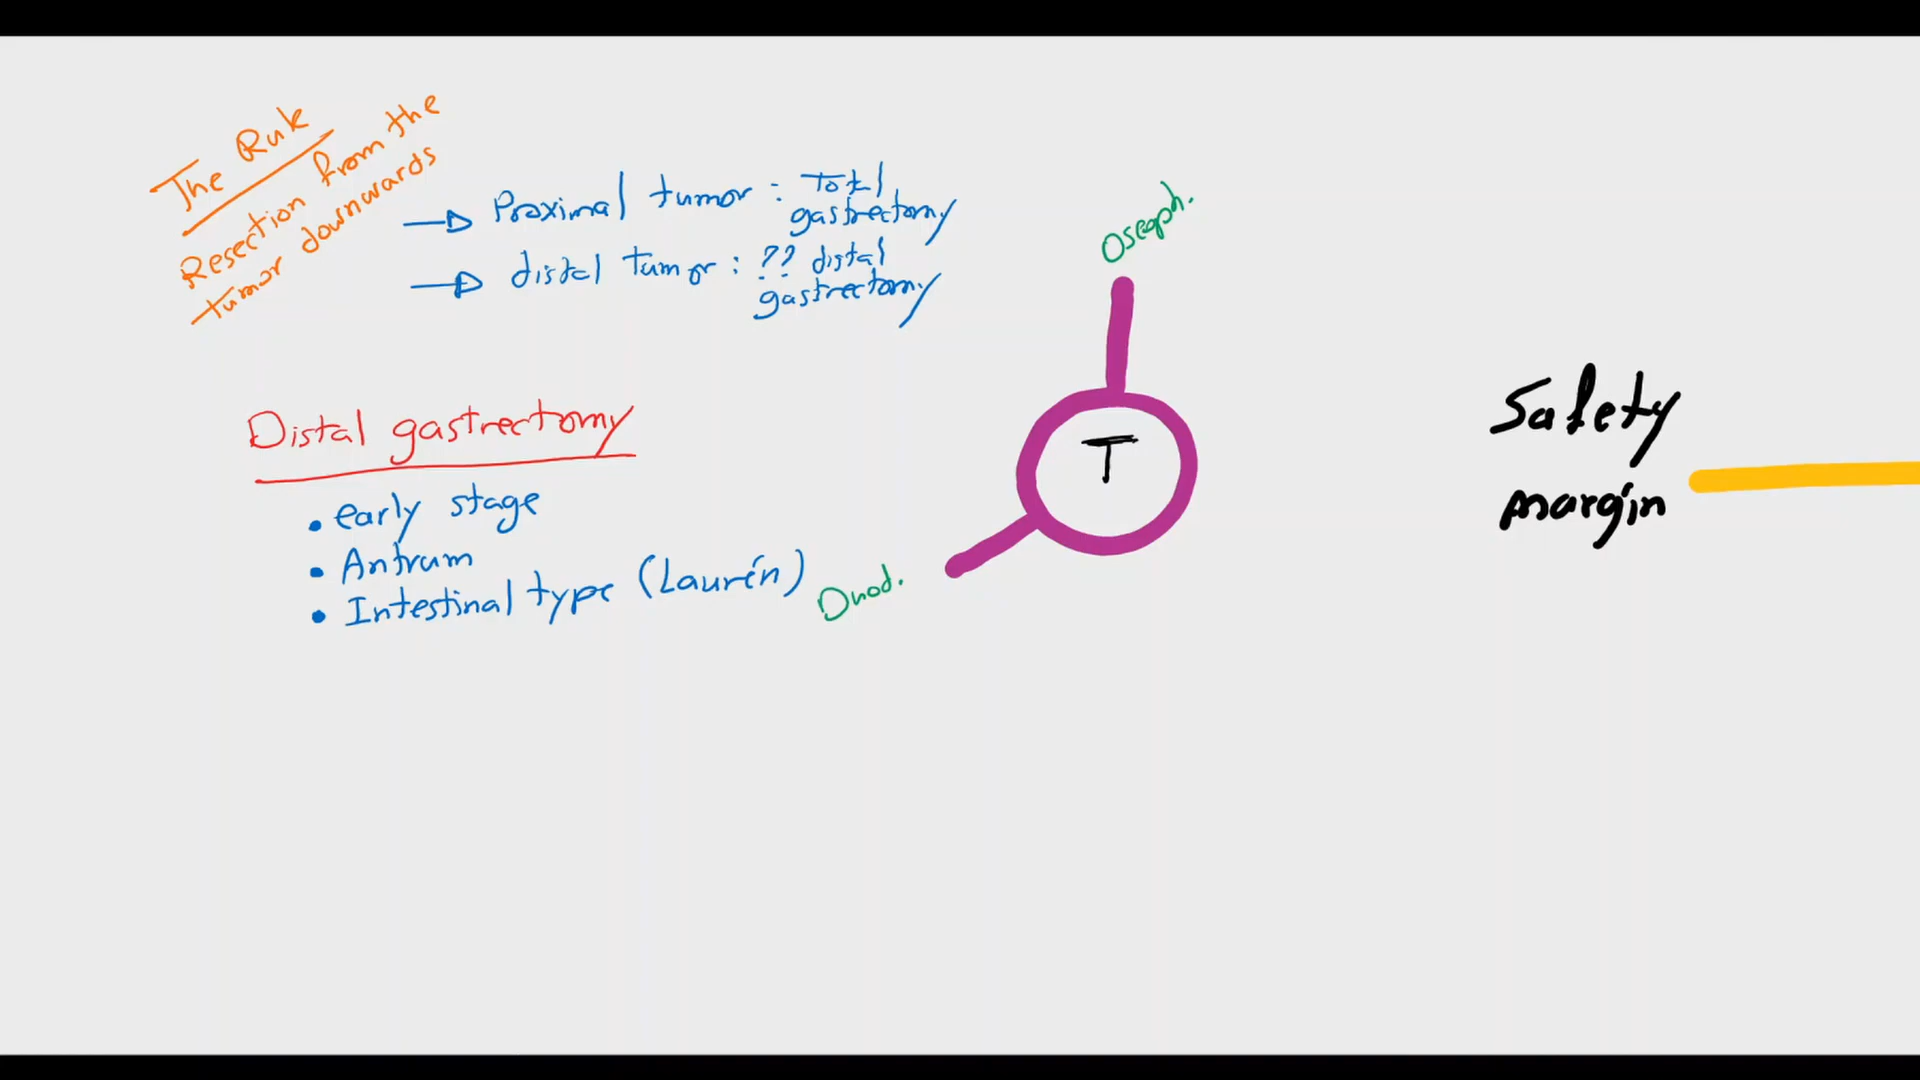 The Rule
Resection from the
tumor downwards
Proximal tumor : Total
gastrectomy
distal tumor : ?? distal
gastrectomy
Distal gastrectomy
• early stage
• Antrum
• Intestinal type (Laurén)
Oseoph.
T
Duod.
Safety
margin